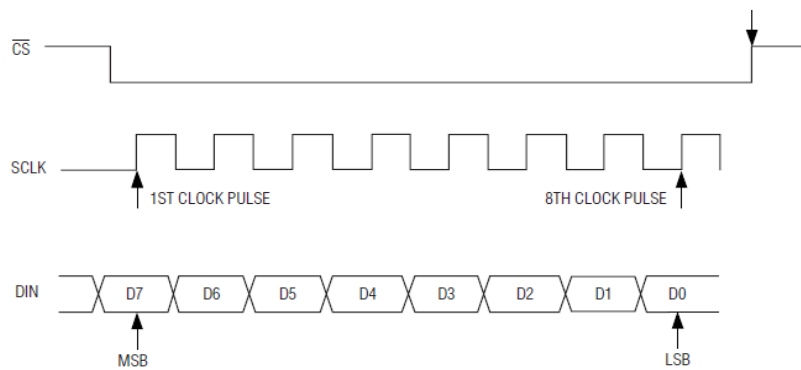 CS
SCLK
1ST CLOCK PULSE
8TH CLOCK PULSE
DIN
D7
D6
D5
D4
D3
D2
D1
D0
MSB
LSB